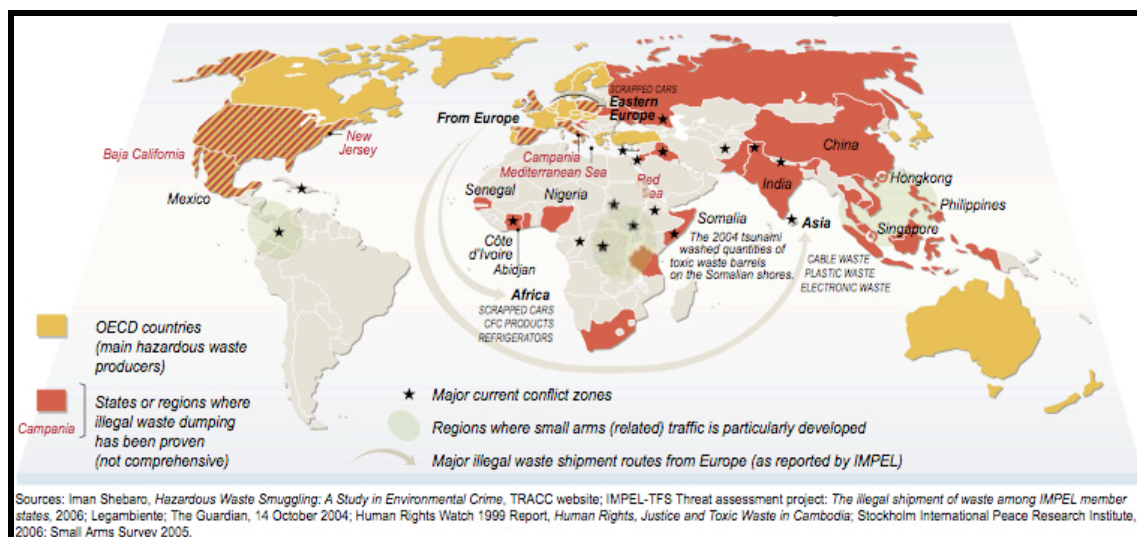 SCRAPPED CARS
Eastern
Europe
From Europe
New
Jersey
Baja California
Campania
Mediterranean Sea
China
Mexico
Senegal
Nigeria
Red
Sea
India
Hongkong
Philippines
Somalia
Asia
Singapore
Côte
d'Ivoire
Abidjan
The 2004 tsunami
washed quantities of
toxic waste barrels
on the Somalian shores.
CABLE WASTE
PLASTIC WASTE
ELECTRONIC WASTE
Africa
SCRAPPED CARS
CFC PRODUCTS
REFRIGERATORS
OECD countries
(main hazardous waste
producers)
Campania
States or regions where
illegal waste dumping
has been proven
(not comprehensive)
Major current conflict zones
Regions where small arms (related) traffic is particularly developed
Major illegal waste shipment routes from Europe (as reported by IMPEL)
Sources: Iman Shebaro, Hazardous Waste Smuggling: A Study in Environmental Crime, TRACC website; IMPEL-TFS Threat assessment project: The illegal shipment of waste among IMPEL member
states, 2006; Legambiente; The Guardian, 14 October 2004; Human Rights Watch 1999 Report, Human Rights, Justice and Toxic Waste in Cambodia; Stockholm International Peace Research Institute,
2006; Small Arms Survey 2005.